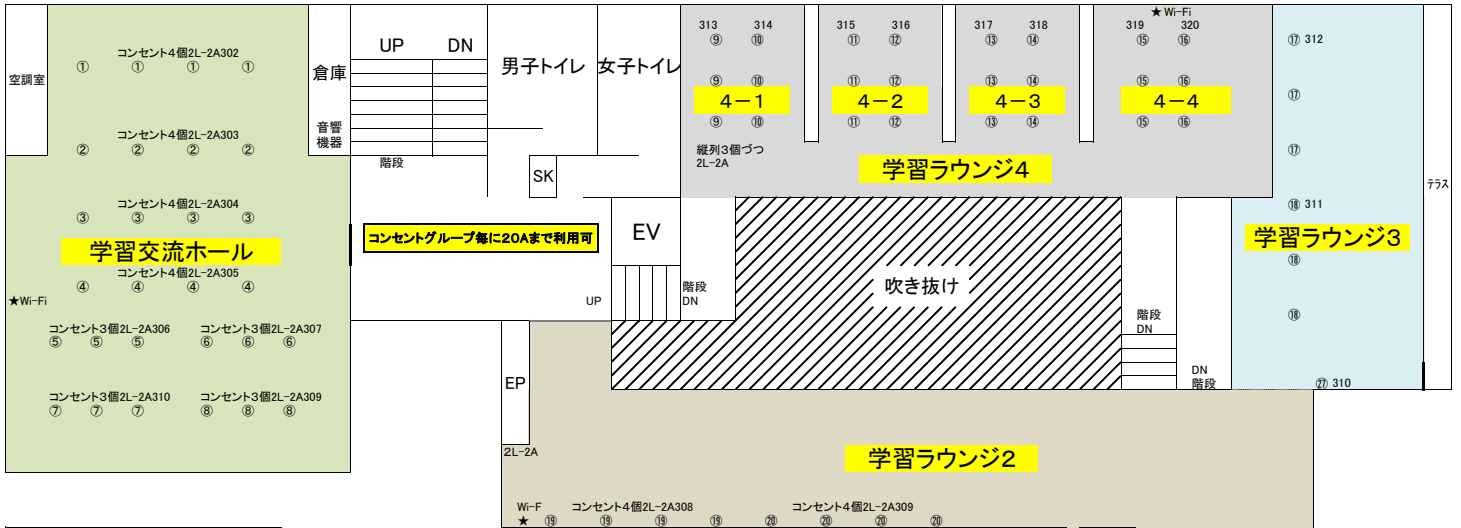 空調室
コンセント4個2L-2A302
① ① ① ①
コンセント4個2L-2A303
② ② ② ②
コンセント4個2L-2A304
③ ③ ③ ③
学習交流ホール
コンセント4個2L-2A305
④ ④ ④ ④
★Wi-Fi
コンセント3個2L-2A306 コンセント3個2L-2A307
⑤ ⑤ ⑤ ⑥ ⑥ ⑥
コンセント3個2L-2A310 コンセント3個2L-2A309
⑦ ⑦ ⑦ ⑧ ⑧ ⑧
倉庫
音響
機器
UP DN
階段
男子トイレ
女子トイレ
SK
コンセントグループ毎に20Aまで利用可
EV
UP
階段
DN
EP
2L-2A
313 314 315 316 317 318 319 320
★Wi-Fi
⑨ ⑩ ⑪ ⑫ ⑬ ⑭ ⑮ ⑯
⑨ ⑩ ⑪ ⑫ ⑬ ⑭ ⑮ ⑯
4-1 4-2 4-3 4-4
⑨ ⑩ ⑪ ⑫ ⑬ ⑭ ⑮ ⑯
縦列3個づつ
2L-2A
学習ラウンジ4
吹き抜け
階段
DN
DN
階段
⑰ 312
⑰
⑰
⑱ 311
学習ラウンジ3
⑱
⑱
㉗ 310
テラス
学習ラウンジ2
Wi-F コンセント4個2L-2A308 コンセント4個2L-2A309
★ ⑲ ⑲ ⑲ ⑲ ⑳ ⑳ ⑳ ⑳